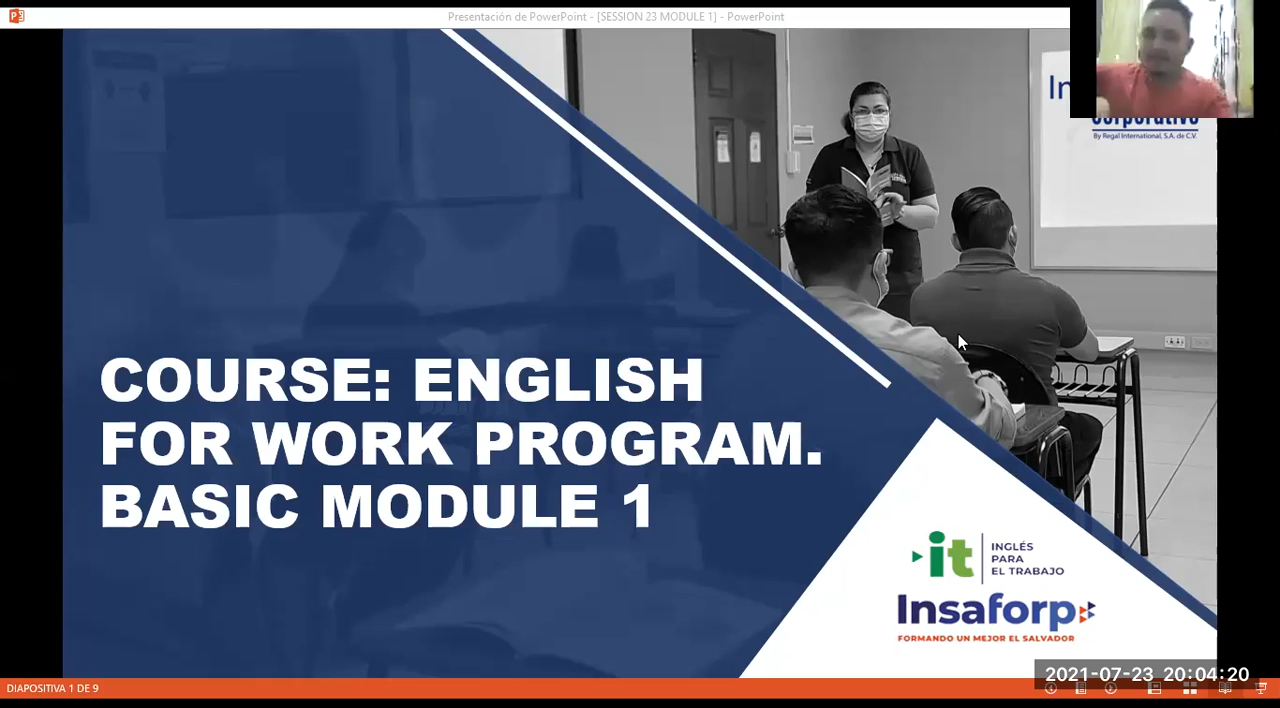 Presentación de PowerPoint - [SESSION 23 MODULE 1] - PowerPoint
By Regal International, S.A. de C.V.
COURSE: ENGLISH
FOR WORK PROGRAM.
BASIC MODULE 1
it
INGLÉS
PARA
EL TRABAJO
Insaforp
FORMANDO UN MEJOR EL SALVADOR
2021-07-23 20:04:20
DIAPOSITIVA 1 DE 9